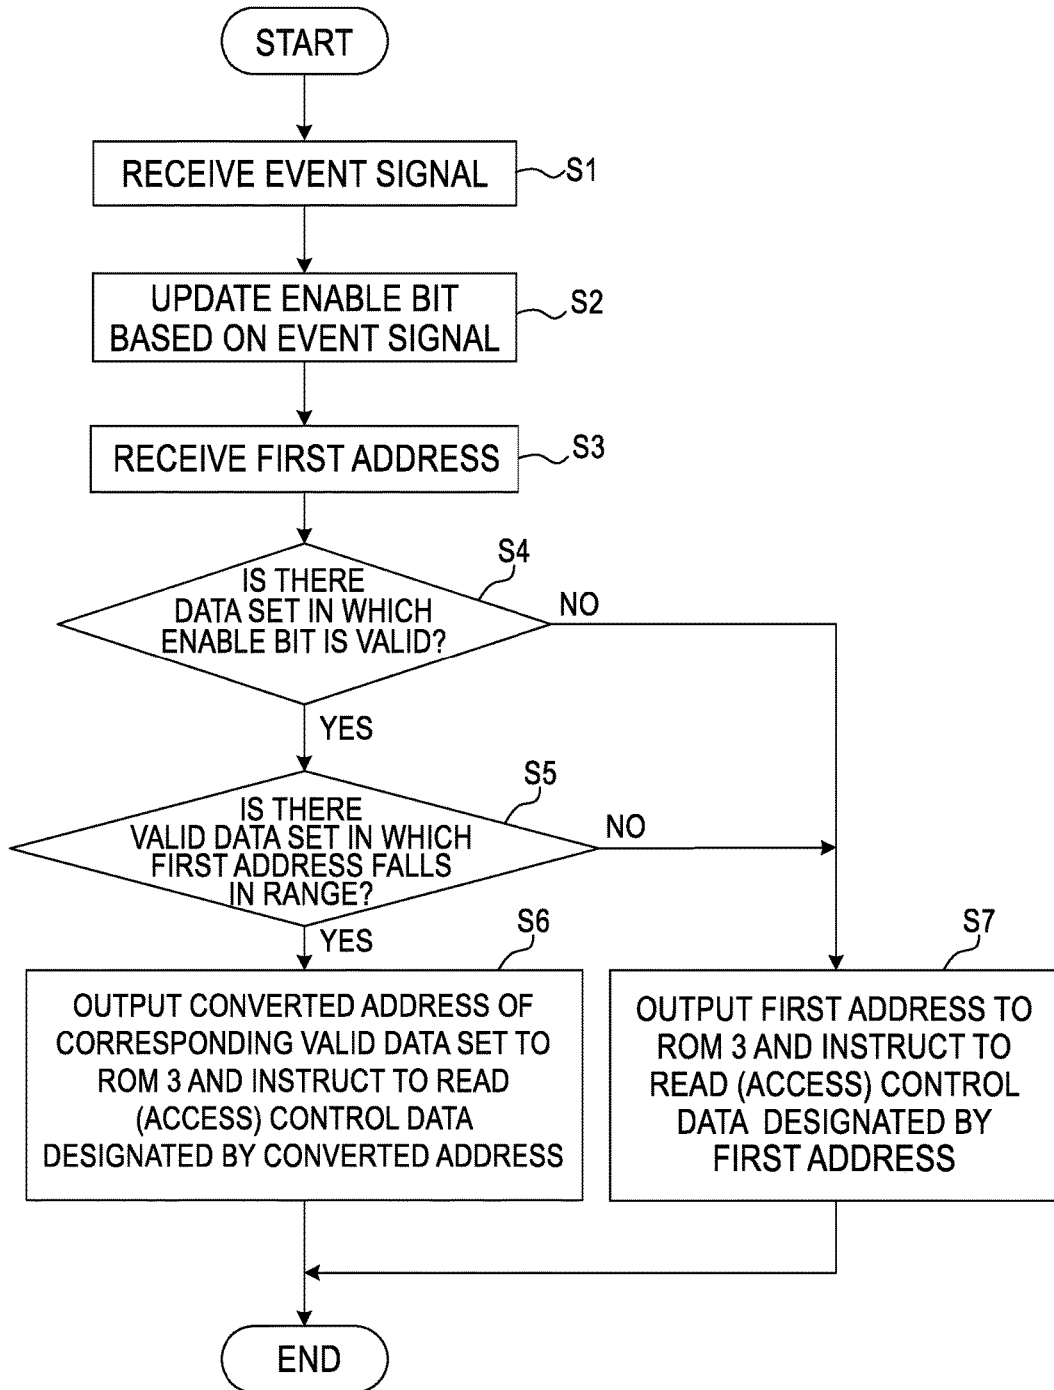 START
RECEIVE EVENT SIGNAL
S1
UPDATE ENABLE BIT
BASED ON EVENT SIGNAL
S2
RECEIVE FIRST ADDRESS
S3
S4
IS THERE
DATA SET IN WHICH
ENABLE BIT IS VALID?
NO
YES
S5
IS THERE
VALID DATA SET IN WHICH
FIRST ADDRESS FALLS
IN RANGE?
NO
YES
S6
OUTPUT CONVERTED ADDRESS OF
CORRESPONDING VALID DATA SET TO
ROM 3 AND INSTRUCT TO READ
(ACCESS) CONTROL DATA
DESIGNATED BY CONVERTED ADDRESS
S7
OUTPUT FIRST ADDRESS TO
ROM 3 AND INSTRUCT TO
READ (ACCESS) CONTROL
DATA DESIGNATED BY
FIRST ADDRESS
END